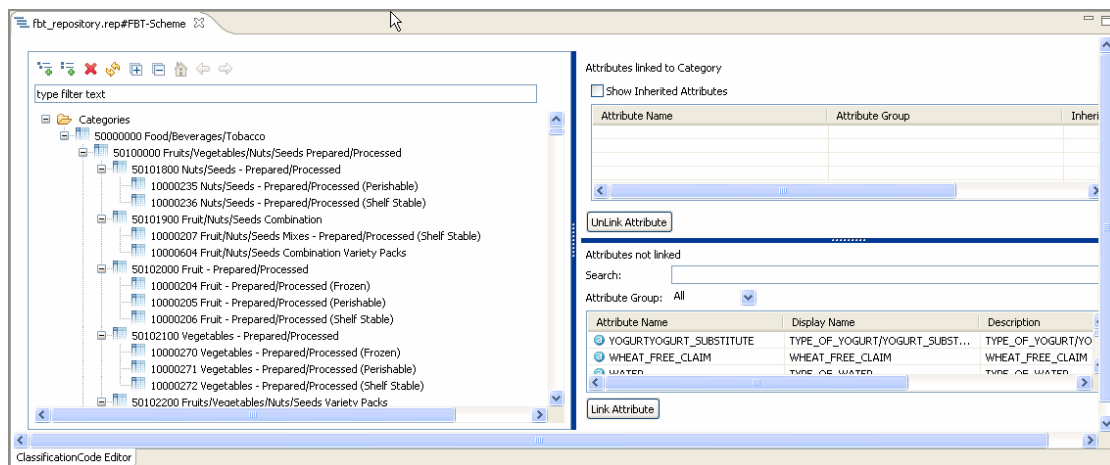 fbt_repository.rep#FBT-Scheme
type filter text
Categories
50000000 Food/Beverages/Tobacco
50100000 Fruits/Vegetables/Nuts/Seeds Prepared/Processed
50101800 Nuts/Seeds - Prepared/Processed
10000235 Nuts/Seeds - Prepared/Processed (Perishable)
10000236 Nuts/Seeds - Prepared/Processed (Shelf Stable)
50101900 Fruit/Nuts/Seeds Combination
10000207 Fruit/Nuts/Seeds Mixes - Prepared/Processed (Shelf Stable)
10000604 Fruit/Nuts/Seeds Combination Variety Packs
50102000 Fruit - Prepared/Processed
10000204 Fruit - Prepared/Processed (Frozen)
10000205 Fruit - Prepared/Processed (Perishable)
10000206 Fruit - Prepared/Processed (Shelf Stable)
50102100 Vegetables - Prepared/Processed
10000270 Vegetables - Prepared/Processed (Frozen)
10000271 Vegetables - Prepared/Processed (Perishable)
10000272 Vegetables - Prepared/Processed (Shelf Stable)
50102200 Fruits/Vegetables/Nuts/Seeds Variety Packs
Attributes linked to Category
Show Inherited Attributes
Attribute Name Attribute Group Inheri
UnLink Attribute
Attributes not linked
Search:
Attribute Group: All
Attribute Name Display Name Description
YOGURTYOGURT_SUBSTITUTE TYPE_OF_YOGURT/YOGURT_SUBST... TYPE_OF_YOGURT/YO
WHEAT_FREE_CLAIM WHEAT_FREE_CLAIM WHEAT_FREE_CLAIM
WATER TYPE_OF_WATER TYPE_OF_WATER
Link Attribute
ClassificationCode Editor